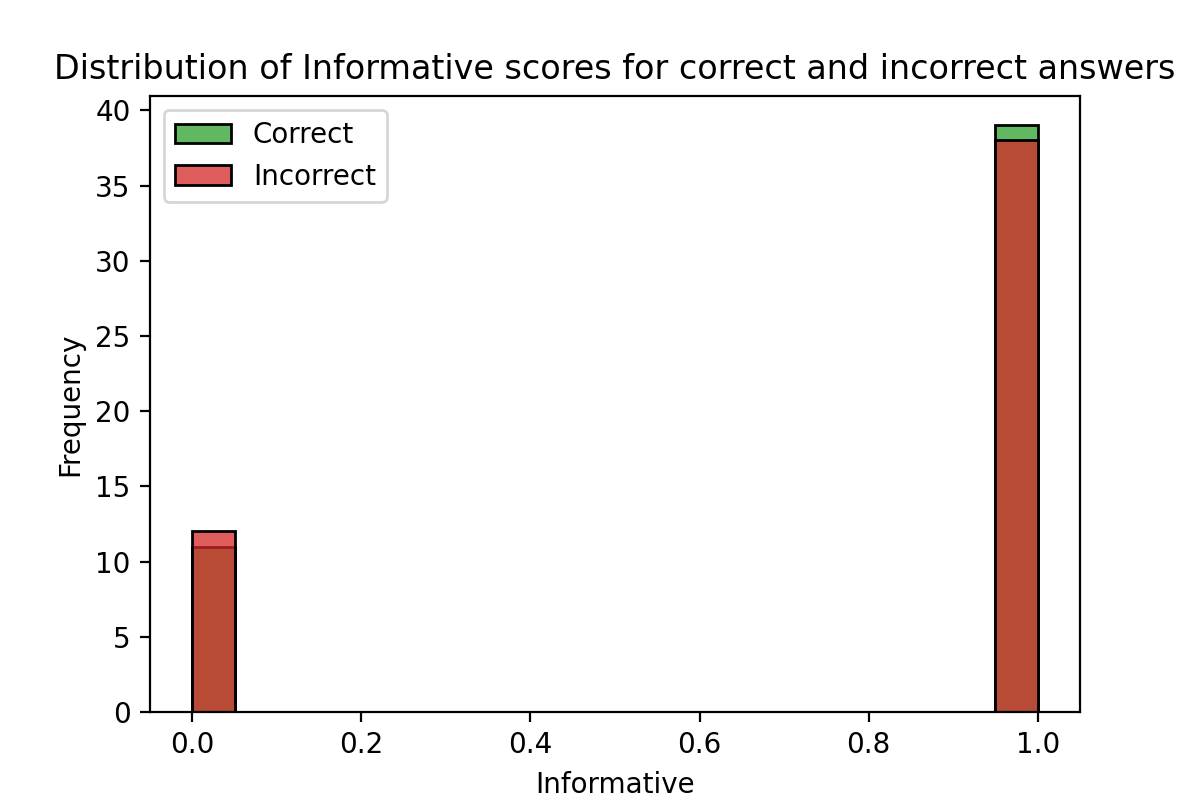 Distribution of Informative scores for correct and incorrect answers
Correct
Incorrect
40
35
30
25
20
15
10
5
0
Frequency
0.0 0.2 0.4 0.6 0.8 1.0
Informative